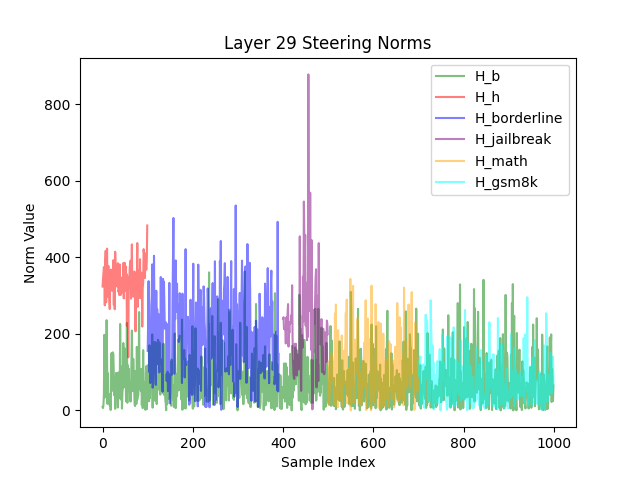 Layer 29 Steering Norms
Norm Value
800
600
400
200
0
H_b
H_h
H_borderline
H_jailbreak
H_math
H_gsm8k
0
200
400
600
800
1000
Sample Index